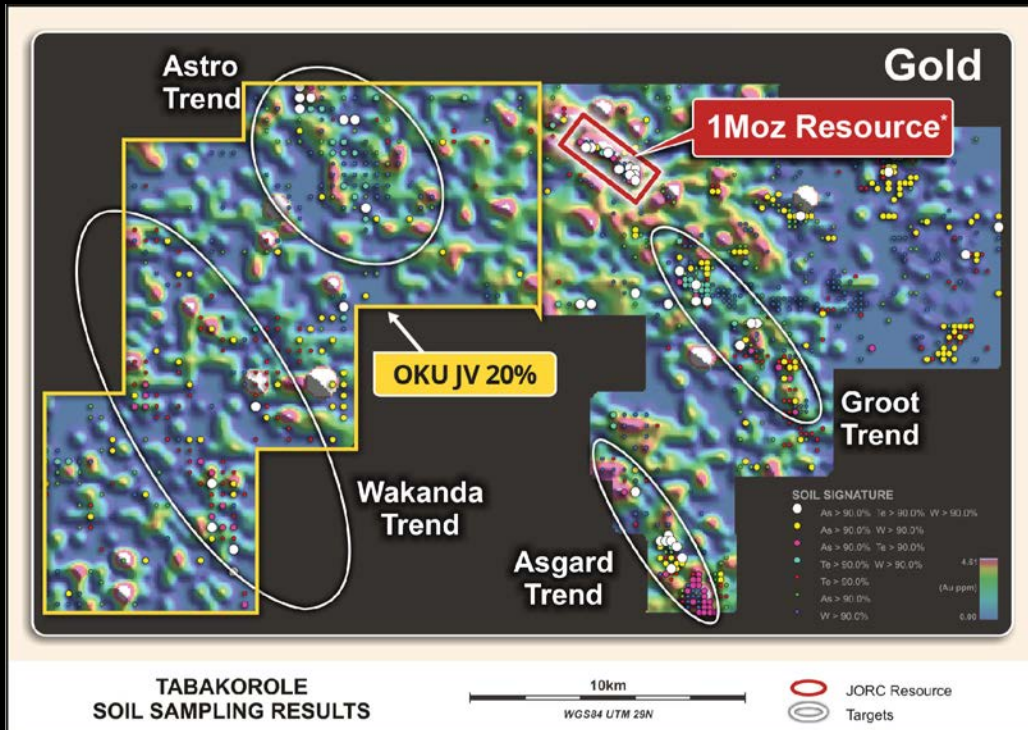 Gold
Astro
Trend
1Moz Resource*
OKU JV 20%
Groot
Trend
Wakanda
Trend
Asgard
Trend
SOIL SIGNATURE
As > 90.0% Te > 90.0% W > 90.0%
As > 90.0% W > 90.0%
As > 90.0% Te > 90.0%
Te > 90.0% W > 90.0%
Te > 90.0%
As > 90.0%
W > 90.0%
4.61
(Au ppm)
0.00
TABAKOROLE
SOIL SAMPLING RESULTS
10km
WGS84 UTM 29N
JORC Resource
Targets